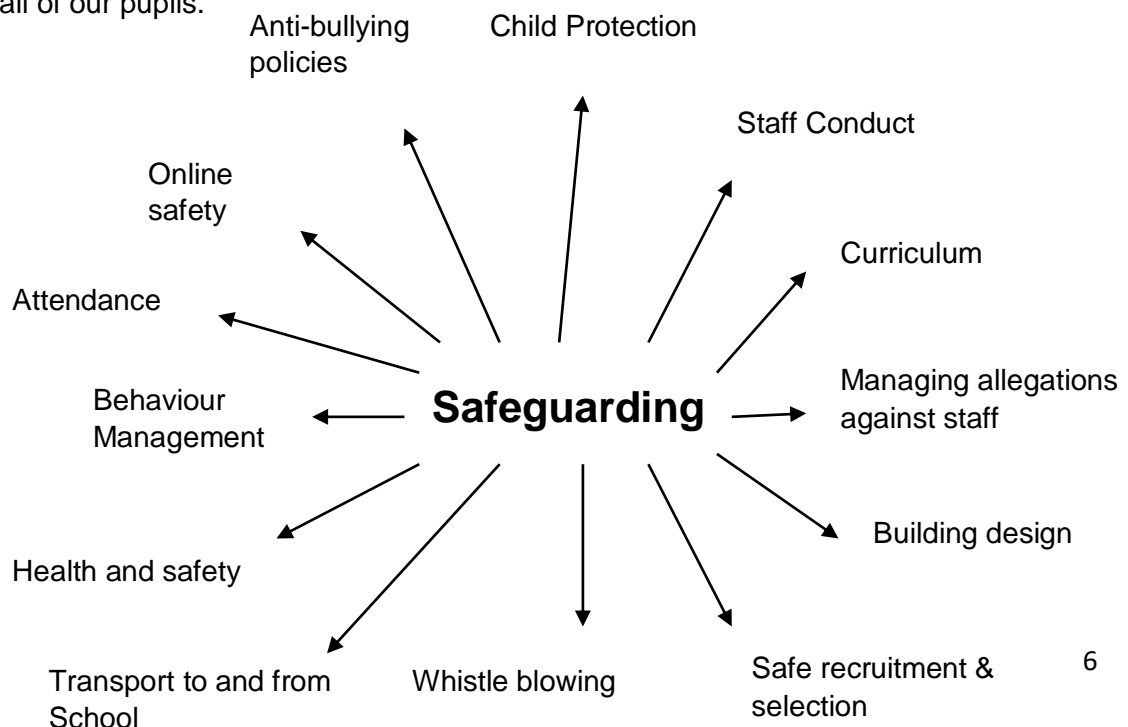 all of our pupils.
Anti-bullying
policies
Child Protection
Staff Conduct
Online
safety
Curriculum
Attendance
Managing allegations
against staff
Behaviour
Management
Safeguarding
Building design
Health and safety
Transport to and from
School
Whistle blowing
Safe recruitment &
selection
6